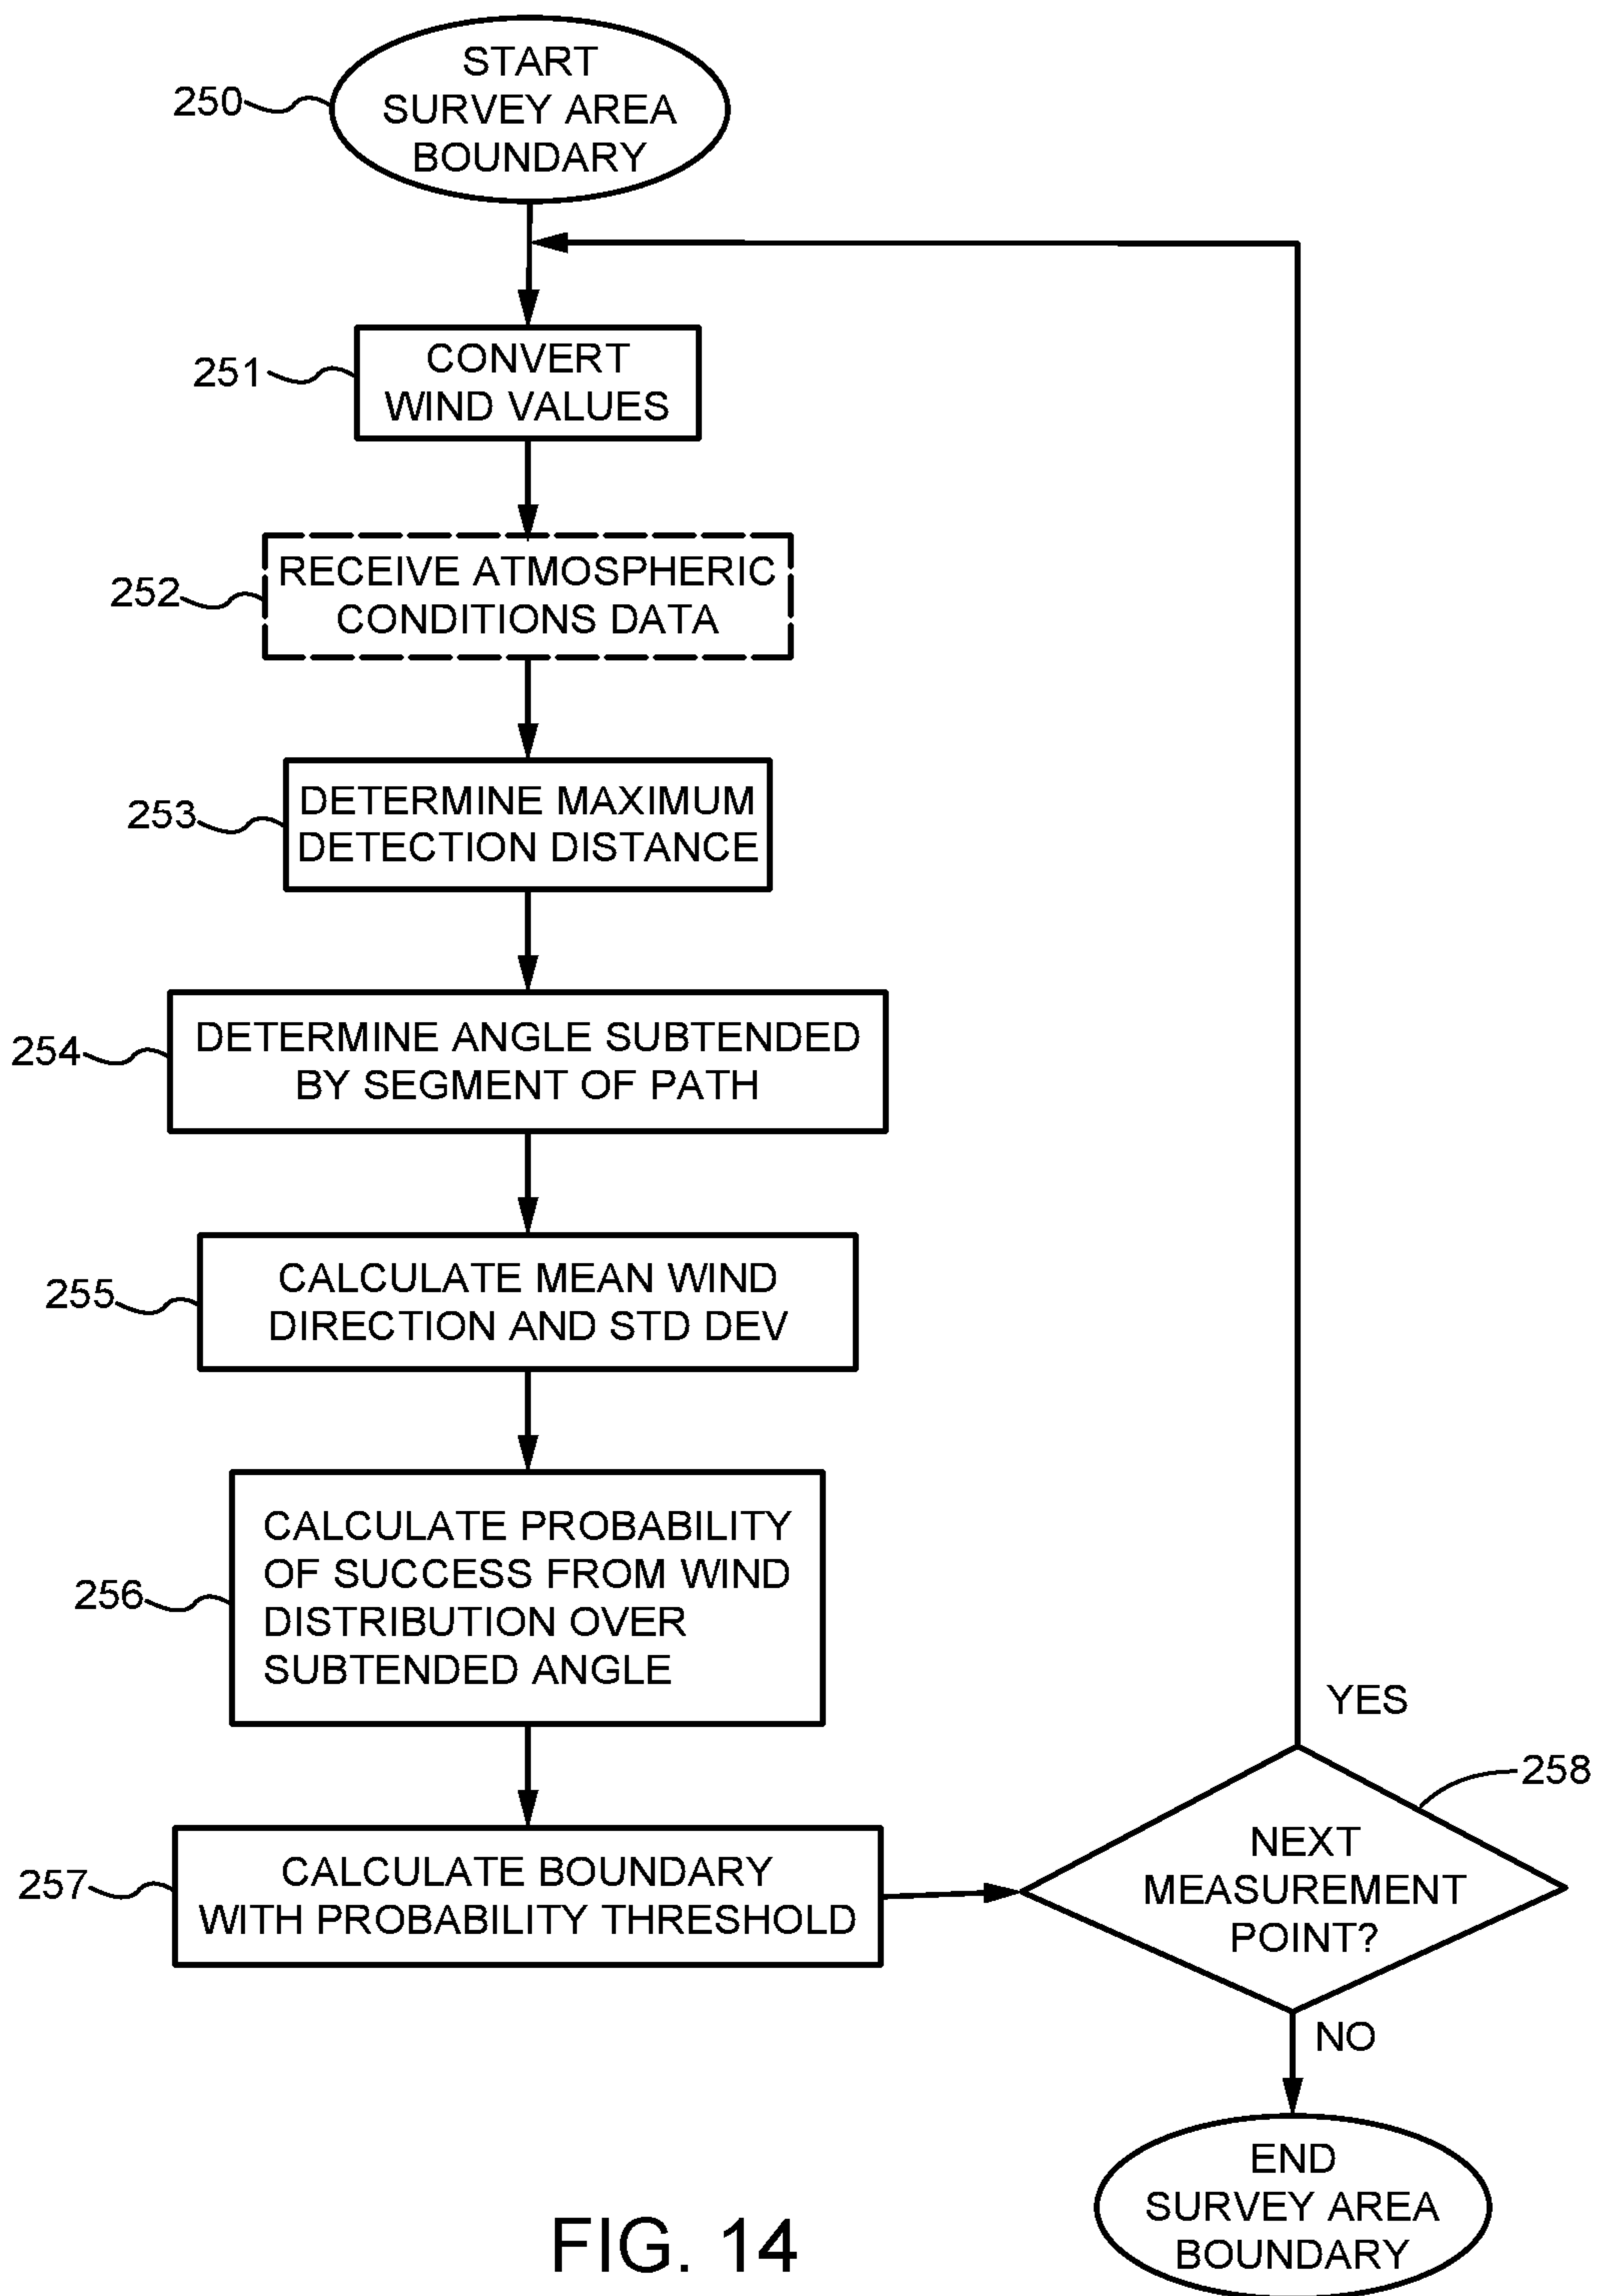 START
SURVEY AREA
BOUNDARY
250
CONVERT
WIND VALUES
251
RECEIVE ATMOSPHERIC
CONDITIONS DATA
252
DETERMINE MAXIMUM
DETECTION DISTANCE
253
DETERMINE ANGLE SUBTENDED
BY SEGMENT OF PATH
254
CALCULATE MEAN WIND
DIRECTION AND STD DEV
255
CALCULATE PROBABILITY
OF SUCCESS FROM WIND
DISTRIBUTION OVER
SUBTENDED ANGLE
256
CALCULATE BOUNDARY
WITH PROBABILITY THRESHOLD
257
YES
258
NEXT
MEASUREMENT
POINT?
NO
END
SURVEY AREA
BOUNDARY
FIG. 14